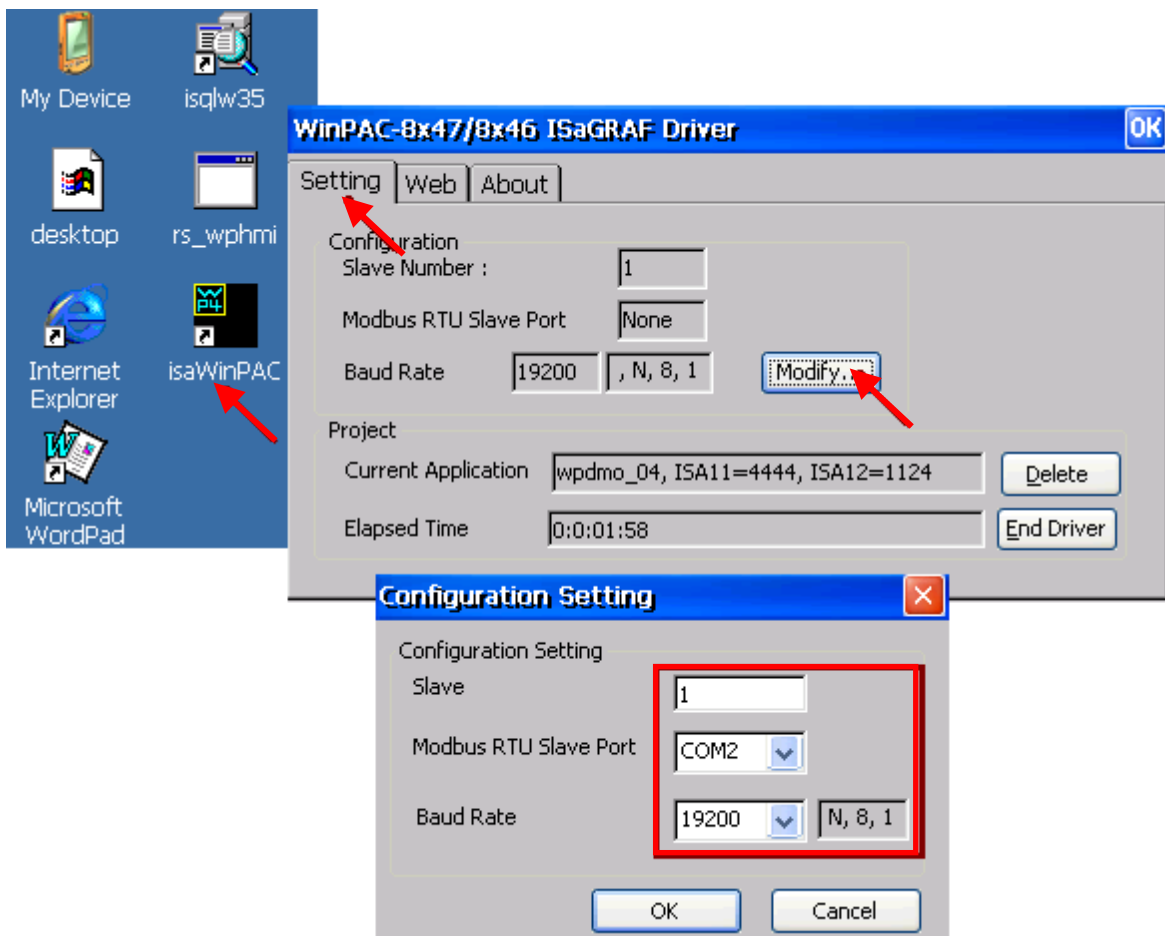 My Device
isqlw35
desktop
rs_wphmi
Internet
Explorer
isaWinPAC
Microsoft
WordPad
WinPAC-8x47/8x46 ISaGRAF Driver
OK
Setting Web About
Configuration
Slave Number : 1
Modbus RTU Slave Port None
Baud Rate 19200 , N, 8, 1 Modify...
Project
Current Application wpdmo_04, ISA11=4444, ISA12=1124 Delete
Elapsed Time 0:0:01:58 End Driver
Configuration Setting
Configuration Setting
Slave 1
Modbus RTU Slave Port COM2
Baud Rate 19200 N, 8, 1
OK Cancel